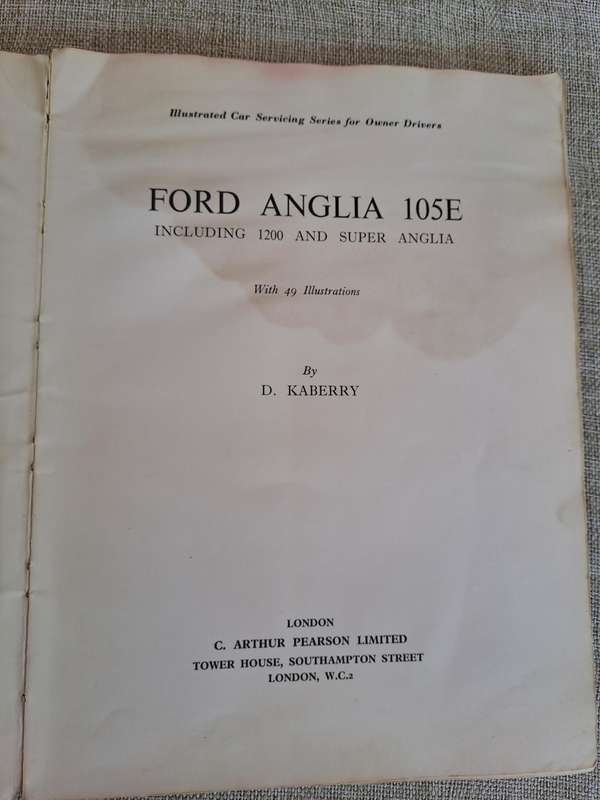 Illustrated Car Servicing Series for Owner Drivers
FORD ANGLIA 105E
INCLUDING 1200 AND SUPER ANGLIA
With 49 Illustrations
By
D. KABERRY
LONDON
C. ARTHUR PEARSON LIMITED
TOWER HOUSE, SOUTHAMPTON STREET
LONDON, W.C.2